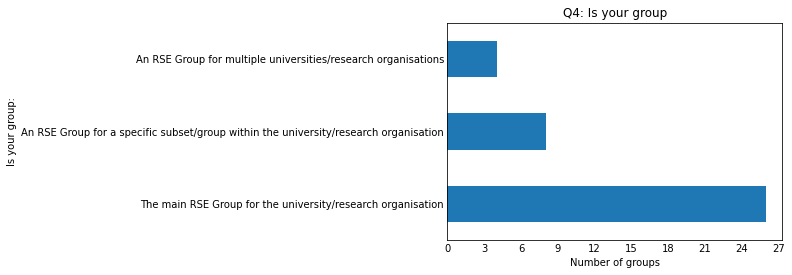 Q4: Is your group
Is your group:
An RSE Group for multiple universities/research organisations
An RSE Group for a specific subset/group within the university/research organisation
The main RSE Group for the university/research organisation
0 3 6 9 12 15 18 21 24 27
Number of groups